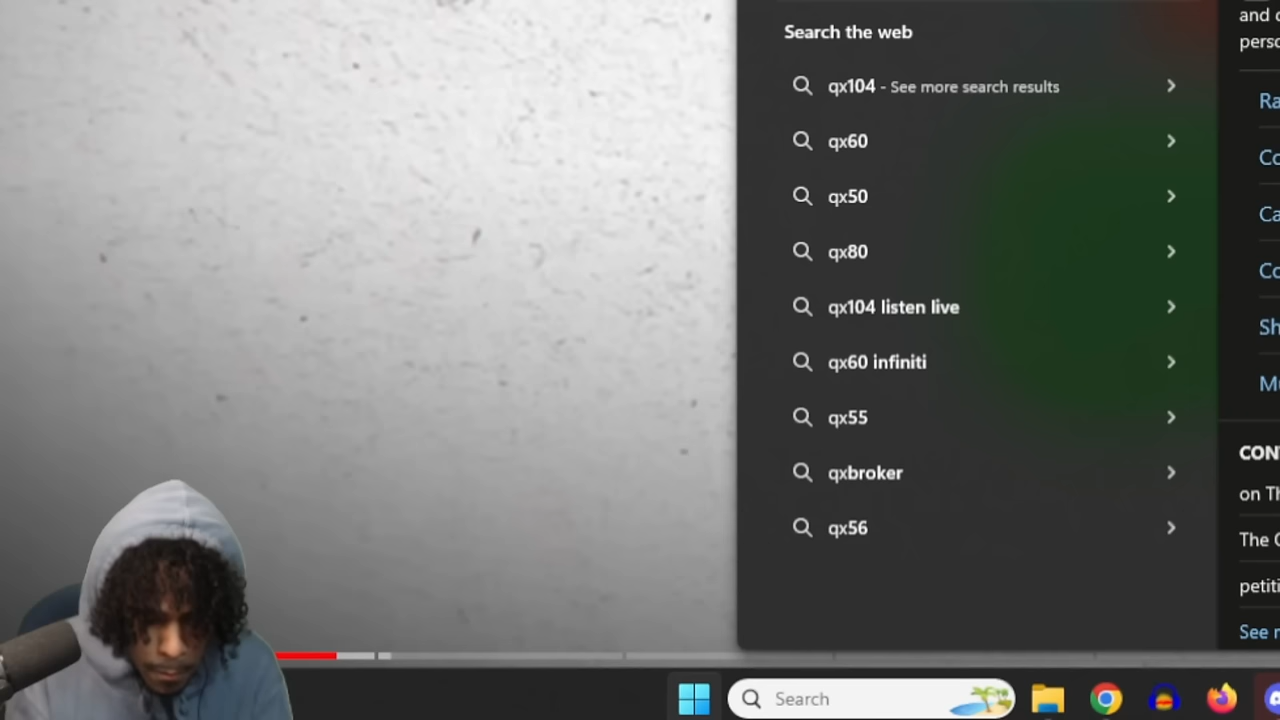 Search the web
qx104 - See more search results
qx60
qx50
qx80
qx104 listen live
qx60 infiniti
qx55
qxbroker
qx56
Search
and
on
The
See